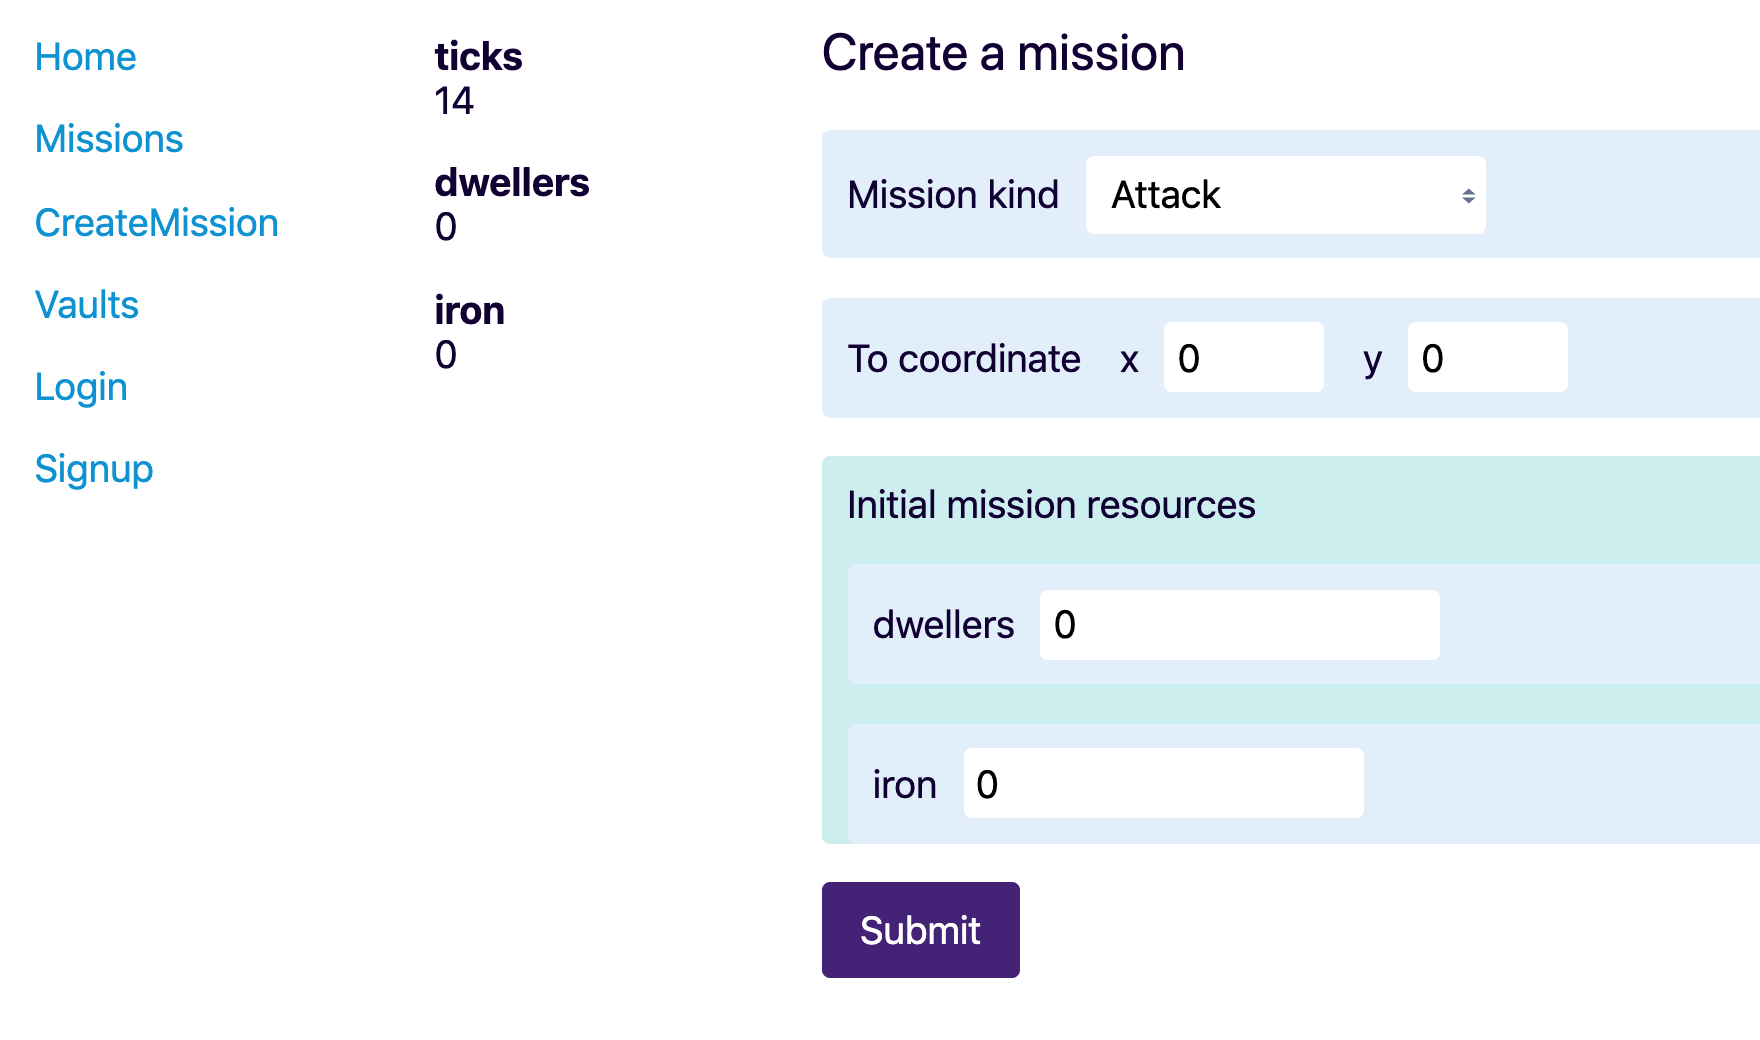 Home
Missions
CreateMission
Vaults
Login
Signup
ticks
14
dwellers
0
iron
0
Create a mission
Mission kind Attack
To coordinate x 0 y 0
Initial mission resources
dwellers 0
iron 0
Submit